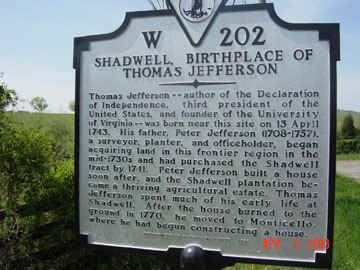 W 202
SHADWELL, BIRTHPLACE OF
THOMAS JEFFERSON
Thomas Jefferson -- author of the Declaration
of Independence, third president of the
United States, and founder of the University
of Virginia -- was born near this site on 13 April
1743. His father, Peter Jefferson (1708-1757),
a surveyor, planter, and officeholder, began
acquiring land in this frontier region in the
mid-1730s and had purchased the Shadwell
tract by 1741. Peter Jefferson built a house
soon after, and the Shadwell plantation be-
came a thriving agricultural estate. Thomas
Jefferson spent much of his early life at
Shadwell. After the house burned to the
ground in 1770, he moved to Monticello,
where he had begun constructing a house.